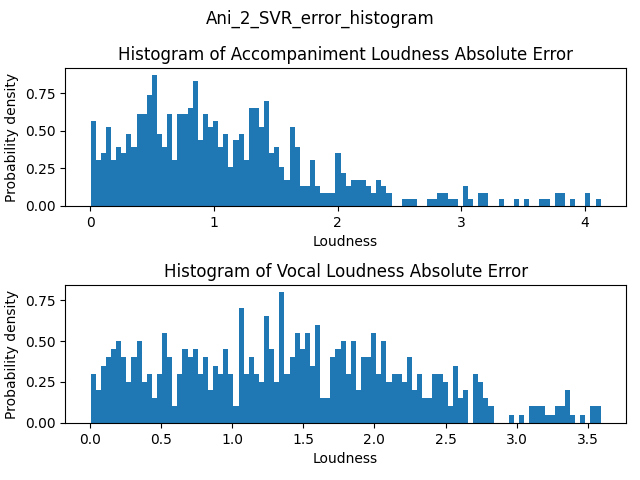 Ani_2_SVR_error_histogram
Histogram of Accompaniment Loudness Absolute Error
Probability density
0.75
0.50
0.25
0.00
0 1 2 3 4
Loudness
Histogram of Vocal Loudness Absolute Error
Probability density
0.75
0.50
0.25
0.00
0.0 0.5 1.0 1.5 2.0 2.5 3.0 3.5
Loudness